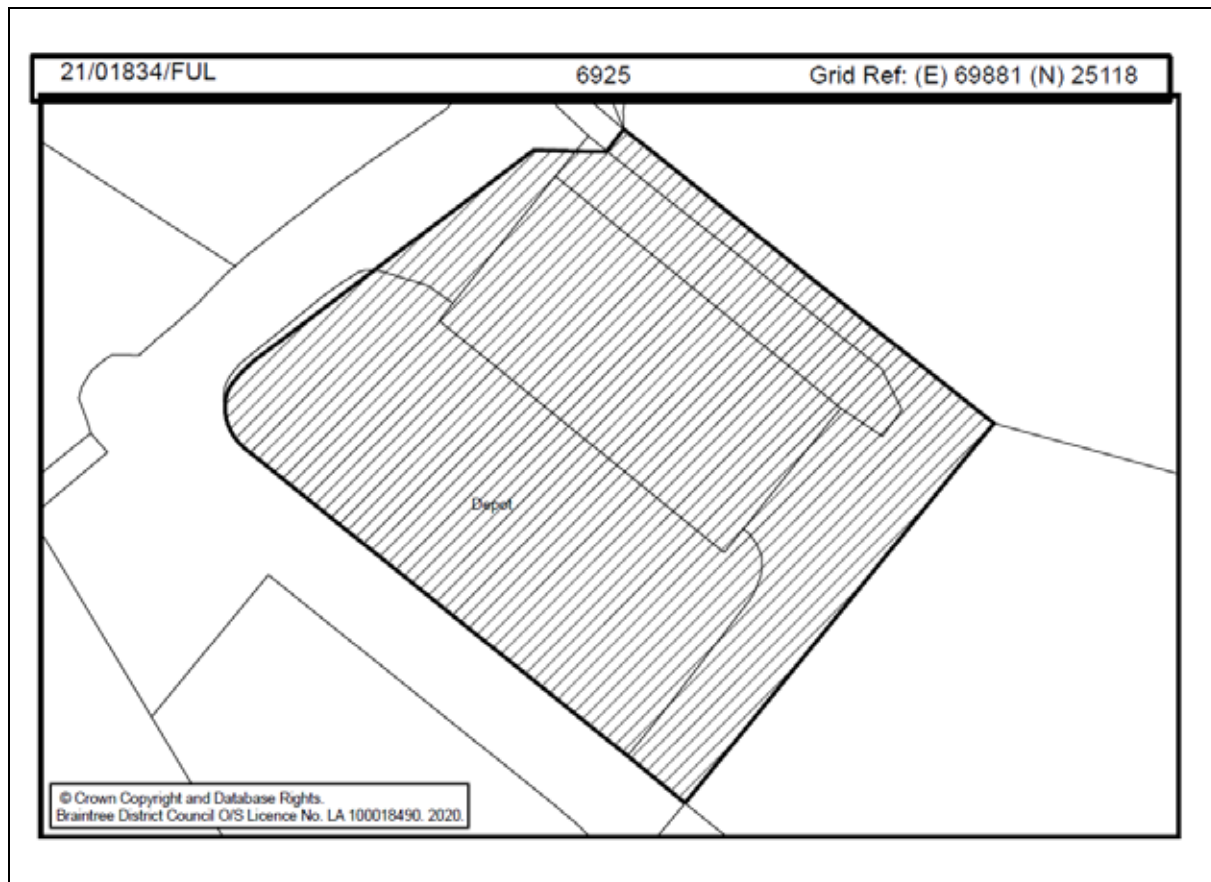 21/01834/FUL 6925 Grid Ref: (E) 69881 (N) 25118
Depot
© Crown Copyright and Database Rights.
Braintree District Council O/S Licence No. LA 100018490. 2020.